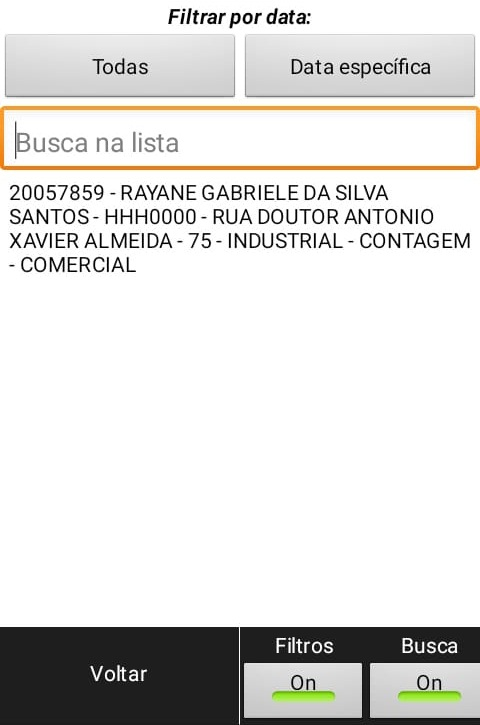 Filtrar por data:
Todas
Data específica
Busca na lista
20057859 - RAYANE GABRIELE DA SILVA
SANTOS - HHH0000 - RUA DOUTOR ANTONIO
XAVIER ALMEIDA - 75 - INDUSTRIAL - CONTAGEM
- COMERCIAL
Voltar
Filtros
Busca
On
On